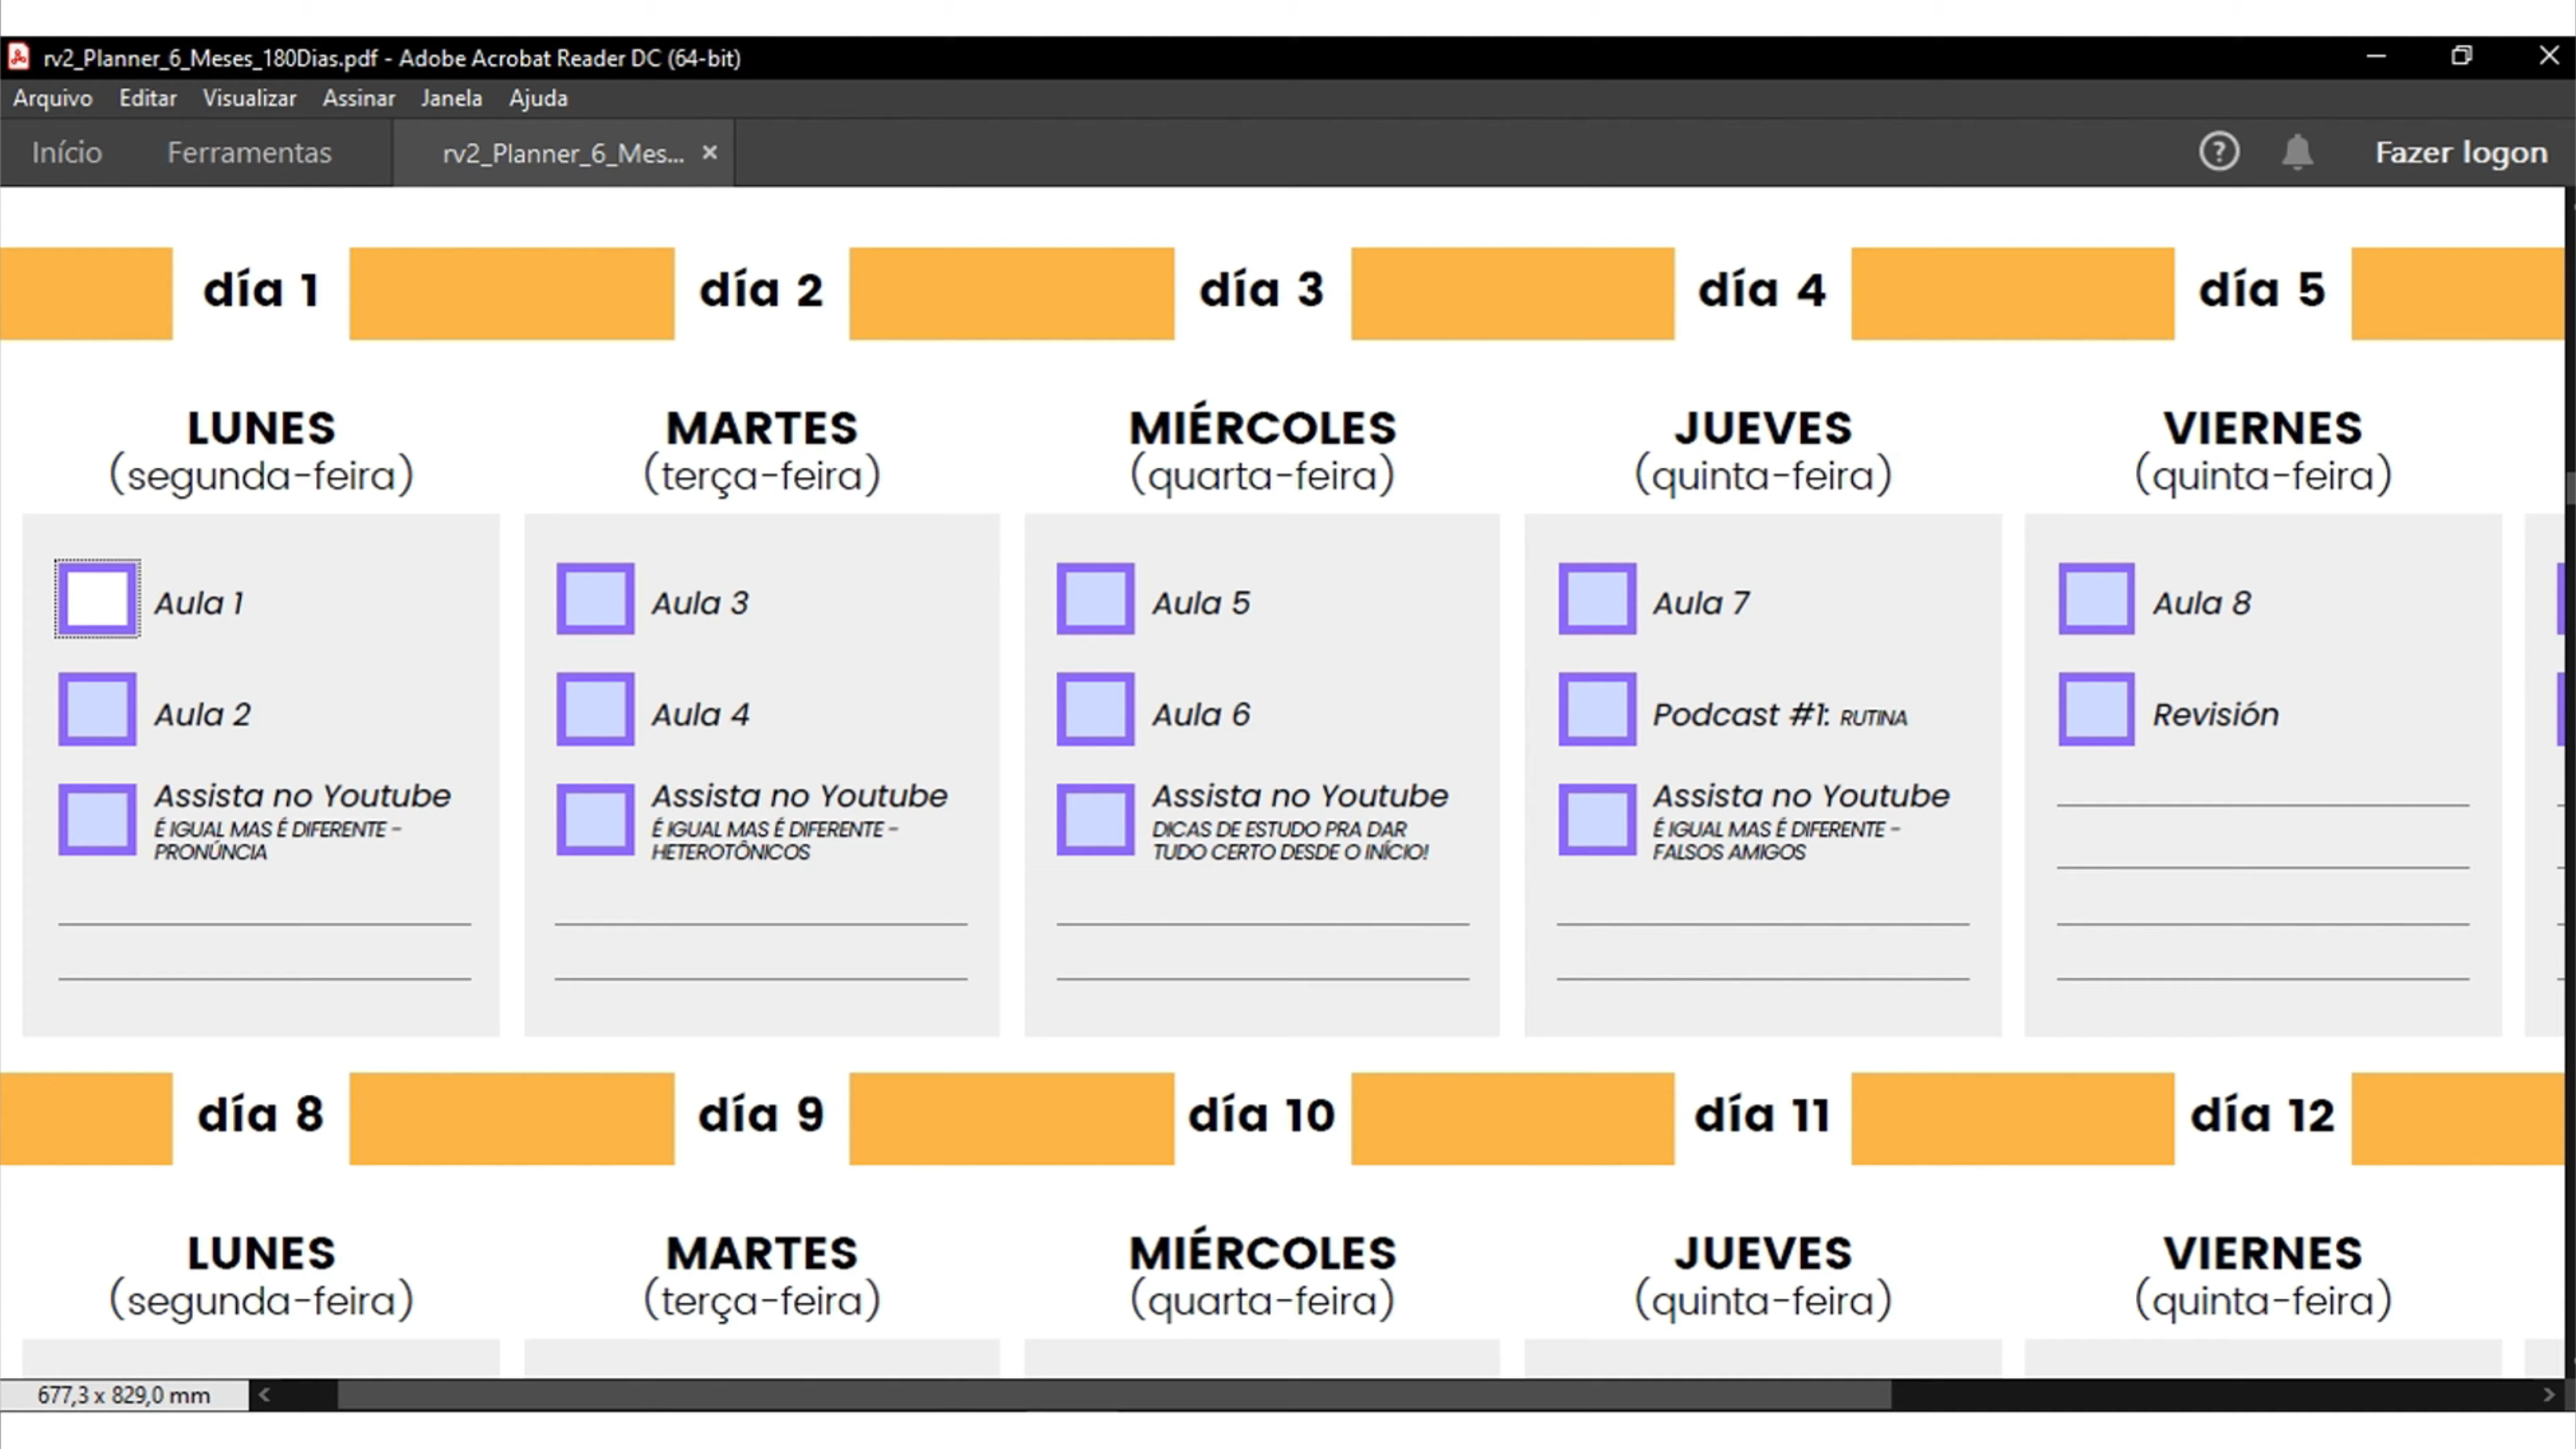 rv2_Planner_6_Meses_180Dias.pdf - Adobe Acrobat Reader DC (64-bit)
Arquivo Editar Visualizar Assinar Janela Ajuda
Início Ferramentas rv2_Planner_6_Mes... × Fazer logon
día 1 día 2 día 3 día 4 día 5
LUNES MARTES MIÉRCOLES JUEVES VIERNES
(segunda-feira) (terça-feira) (quarta-feira) (quinta-feira) (quinta-feira)
Aula 1
Aula 2
Assista no Youtube
É IGUAL MAS É DIFERENTE -
PRONÚNCIA
Aula 3
Aula 4
Assista no Youtube
É IGUAL MAS É DIFERENTE -
HETEROTÔNICOS
Aula 5
Aula 6
Assista no Youtube
DICAS DE ESTUDO PRA DAR
TUDO CERTO DESDE O INÍCIO!
Aula 7
Podcast #1: RUTINA
Assista no Youtube
É IGUAL MAS É DIFERENTE -
FALSOS AMIGOS
Aula 8
Revisión
día 8 día 9 día 10 día 11 día 12
LUNES MARTES MIÉRCOLES JUEVES VIERNES
(segunda-feira) (terça-feira) (quarta-feira) (quinta-feira) (quinta-feira)
677,3 x 829,0 mm